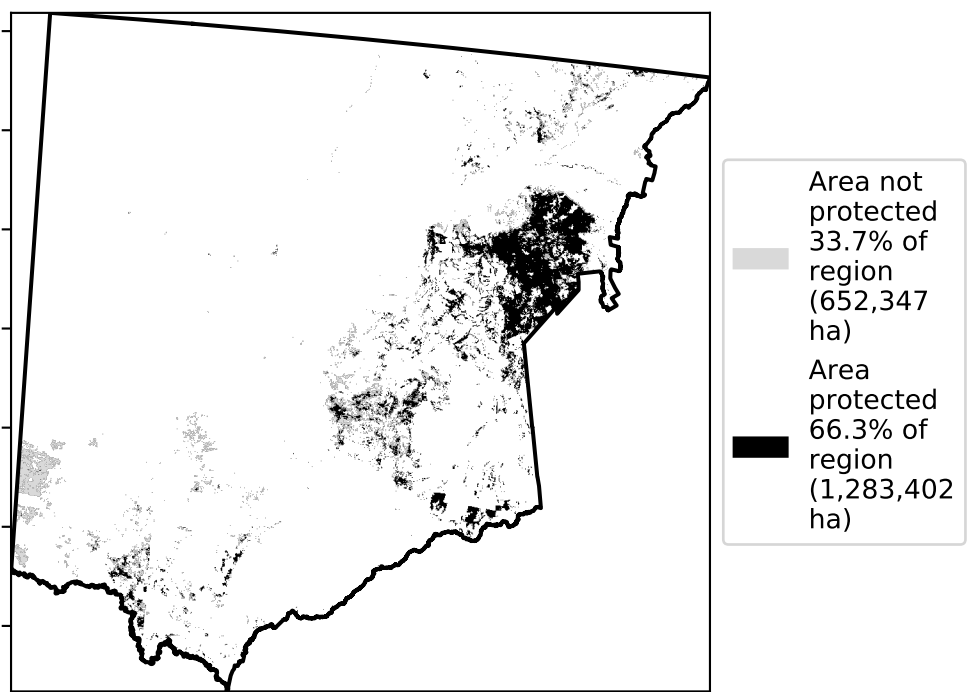 Area not
protected
33.7% of
region
(652,347
ha)
Area
protected
66.3% of
region
(1,283,402
ha)